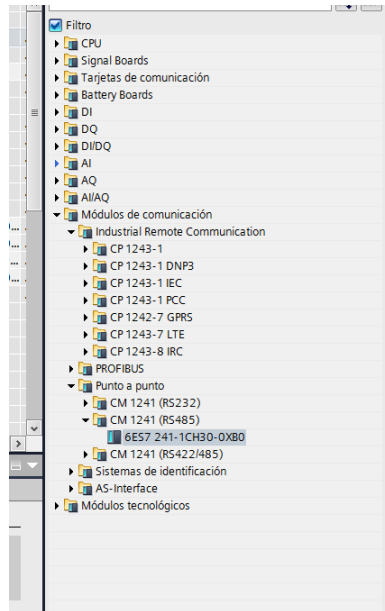 Filtro
CPU
Signal Boards
Tarjetas de comunicación
Battery Boards
DI
DQ
DI/DQ
AI
AQ
AI/AQ
Módulos de comunicación
Industrial Remote Communication
CP 1243-1
CP 1243-1 DNP3
CP 1243-1 IEC
CP 1243-1 PCC
CP 1242-7 GPRS
CP 1243-7 LTE
CP 1243-8 IRC
PROFIBUS
Punto a punto
CM 1241 (RS232)
CM 1241 (RS485)
6ES7 241-1CH30-0XB0
CM 1241 (RS422/485)
Sistemas de identificación
AS-Interface
Módulos tecnológicos